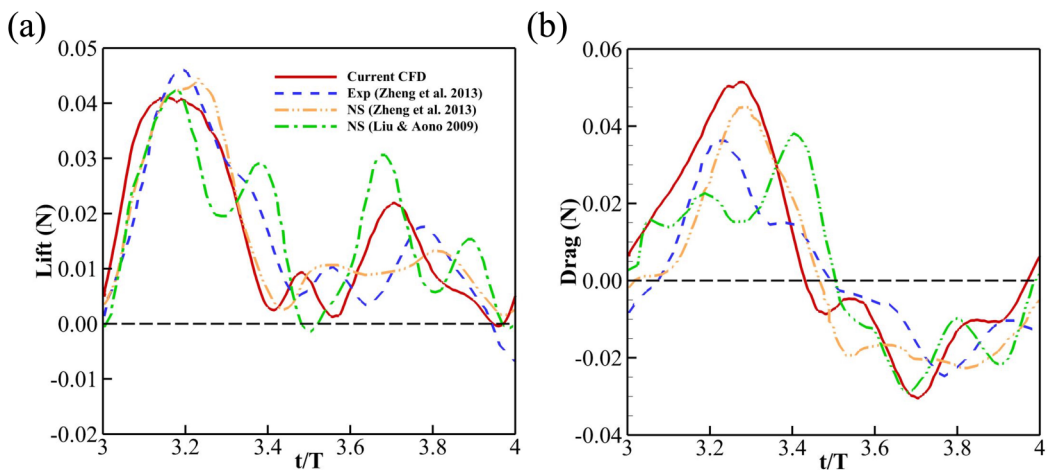 (a)
Lift (N)
0.05
0.04
0.03
0.02
0.01
0.00
-0.01
-0.02
Current CFD
Exp (Zheng et al. 2013)
NS (Zheng et al. 2013)
NS (Liu & Aono 2009)
3
3.2
3.4
3.6
3.8
4
t/T
(b)
Drag (N)
0.06
0.04
0.02
0.00
-0.02
-0.04
3
3.2
3.4
3.6
3.8
4
t/T